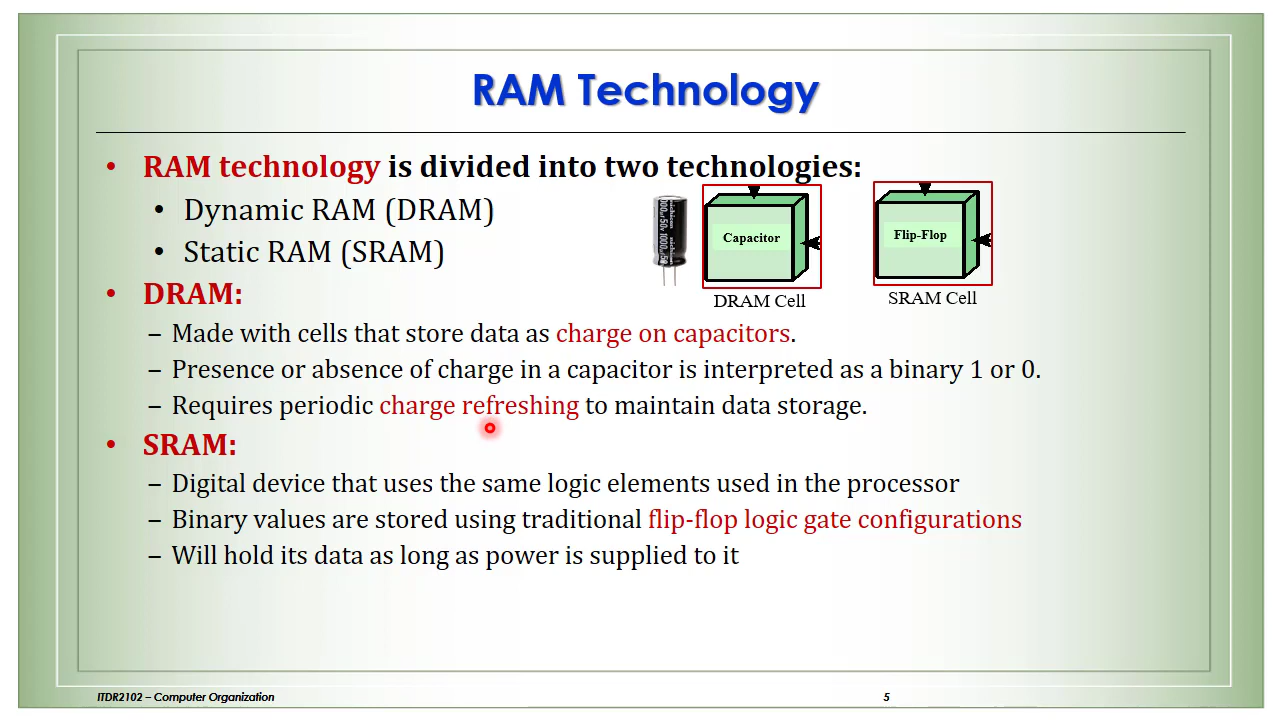 RAM Technology
• RAM technology is divided into two technologies:
• Dynamic RAM (DRAM)
• Static RAM (SRAM)
Capacitor
Flip-Flop
DRAM Cell
SRAM Cell
• DRAM:
– Made with cells that store data as charge on capacitors.
– Presence or absence of charge in a capacitor is interpreted as a binary 1 or 0.
– Requires periodic charge refreshing to maintain data storage.
• SRAM:
– Digital device that uses the same logic elements used in the processor
– Binary values are stored using traditional flip-flop logic gate configurations
– Will hold its data as long as power is supplied to it
ITDR2102 – Computer Organization
5